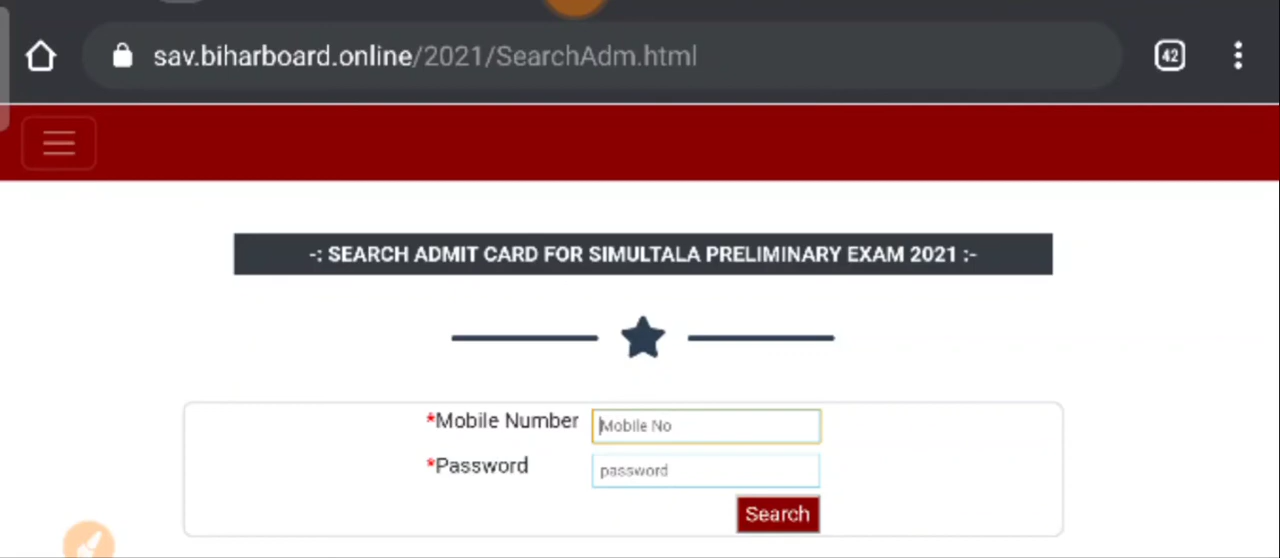 sav.biharboard.online/2021/SearchAdm.html
42
-: SEARCH ADMIT CARD FOR SIMULTALA PRELIMINARY EXAM 2021 :-
*Mobile Number Mobile No
*Password password
Search